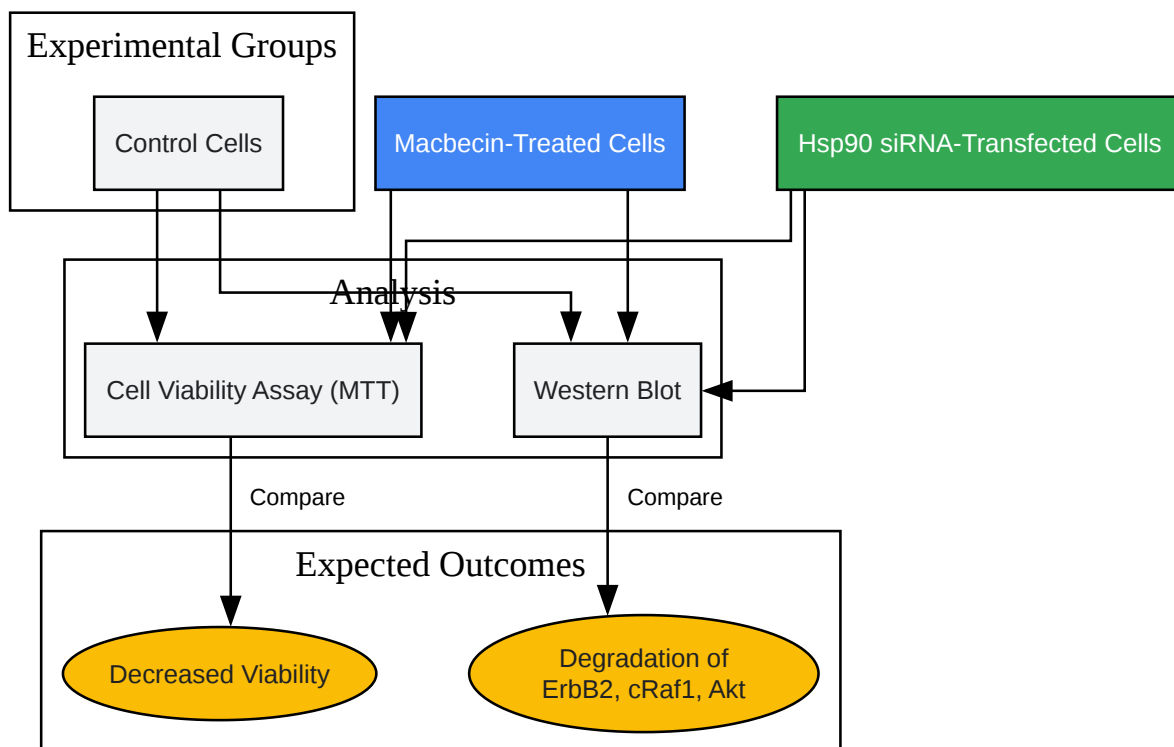 Experimental Groups
Control Cells
Macbecin-Treated Cells
Hsp90 siRNA-Transfected Cells
Analysis
Cell Viability Assay (MTT)
Western Blot
Compare
Compare
Expected Outcomes
Decreased Viability
Degradation of
ErbB2, cRaf1, Akt